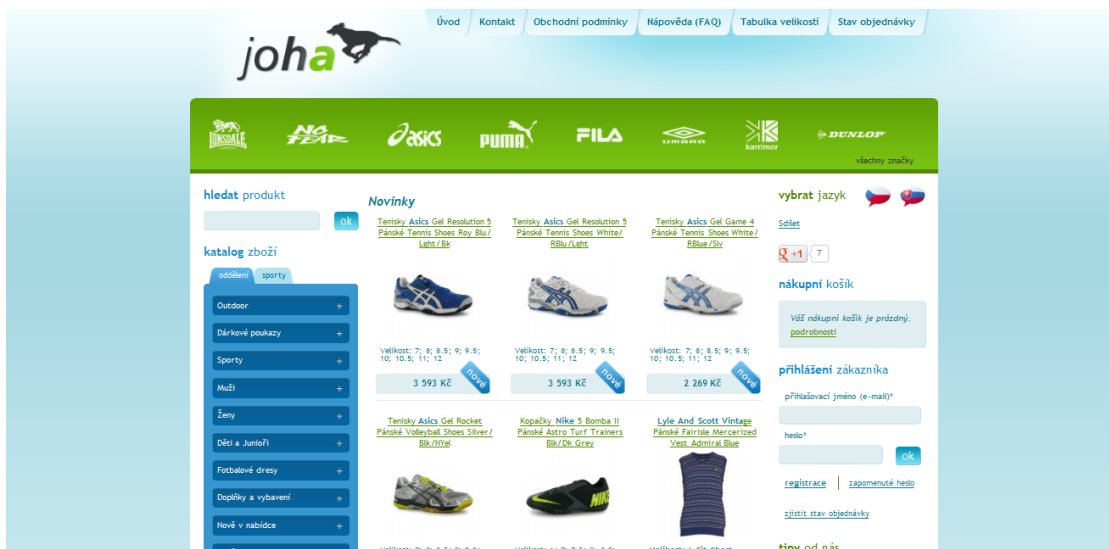 Úvod
Kontakt
Obchodní podmínky
Nápověda (FAQ)
Tabulka velikostí
Stav objednávky
joha
LONSDALE
NO FEAR
asics
PUMA
FILA
umbro
karrimor
DUNLOP
všechny značky
hledat produkt
ok
katalog zboží
oddělení
sporty
Outdoor +
Dárkové poukazy +
Sporty +
Muži +
Ženy +
Děti a Junioři +
Fotbalové dresy +
Doplňky a vybavení +
Nově v nabídce +
Novinky
Tenisky Asics Gel Resolution 5
Pánské Tennis Shoes Roy Blu/
Lght/Bk
Velikost: 7; 8; 8.5; 9; 9.5;
10; 10.5; 11; 12
3 593 Kč
nové
Tenisky Asics Gel Resolution 5
Pánské Tennis Shoes White/
RBlu/Lght
Velikost: 7; 8; 8.5; 9; 9.5;
10; 10.5; 11; 12
3 593 Kč
nové
Tenisky Asics Gel Game 4
Pánské Tennis Shoes White/
RBlue/Slv
Velikost: 7; 8; 8.5; 9; 9.5;
10; 10.5; 11; 12
2 269 Kč
nové
Tenisky Asics Gel Rocket
Pánské Volleyball Shoes Silver/
Blk/NYel
Kopačky Nike 5 Bomba II
Pánské Astro Turf Trainers
Blk/Dk Grey
Lyle And Scott Vintage
Pánské Fairisle Mercerized
Vest Admiral Blue
vybrat jazyk
Sdílet
g +1
7
nákupní košík
Váš nákupní košík je prázdný.
podrobnosti
přihlášení zákazníka
přihlašovací jméno (e-mail)*
heslo*
ok
registrace
zapomenuté heslo
zjistit stav objednávky
tipy od nás